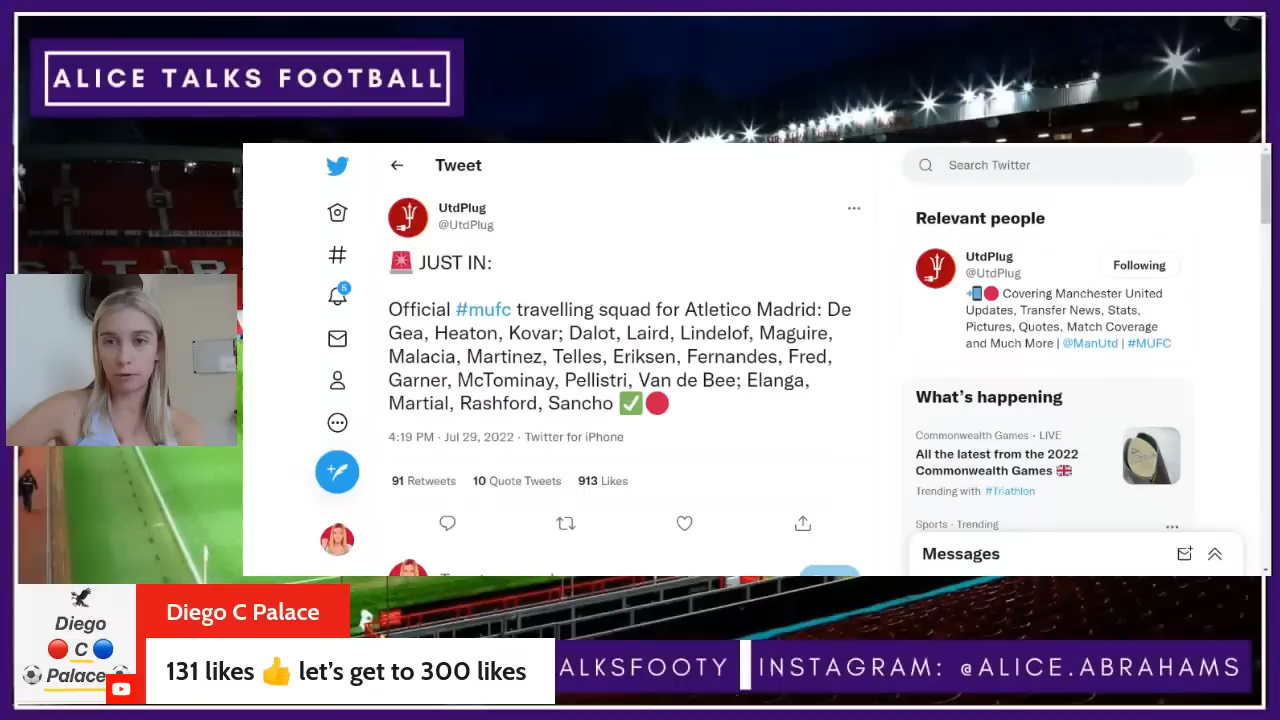 ALICE TALKS FOOTBALL
Tweet
Search Twitter
UtdPlug
@UtdPlug
🚨 JUST IN:
Official #mufc travelling squad for Atletico Madrid: De
Gea, Heaton, Kovar; Dalot, Laird, Lindelof, Maguire,
Malacia, Martinez, Telles, Eriksen, Fernandes, Fred,
Garner, McTominay, Pellistri, Van de Bee; Elanga,
Martial, Rashford, Sancho ✅🔴
4:19 PM · Jul 29, 2022 · Twitter for iPhone
91 Retweets 10 Quote Tweets 913 Likes
5
Relevant people
UtdPlug
@UtdPlug
Following
📲🔴 Covering Manchester United
Updates, Transfer News, Stats,
Pictures, Quotes, Match Coverage
and Much More | @ManUtd | #MUFC
What's happening
Commonwealth Games · LIVE
All the latest from the 2022
Commonwealth Games 🇬🇧
Trending with #Triathlon
Sports · Trending
Messages
Diego
C
Palace
Diego C Palace
131 likes 👍 let's get to 300 likes
ALKSFOOTY
INSTAGRAM: @ALICE.ABRAHAMS